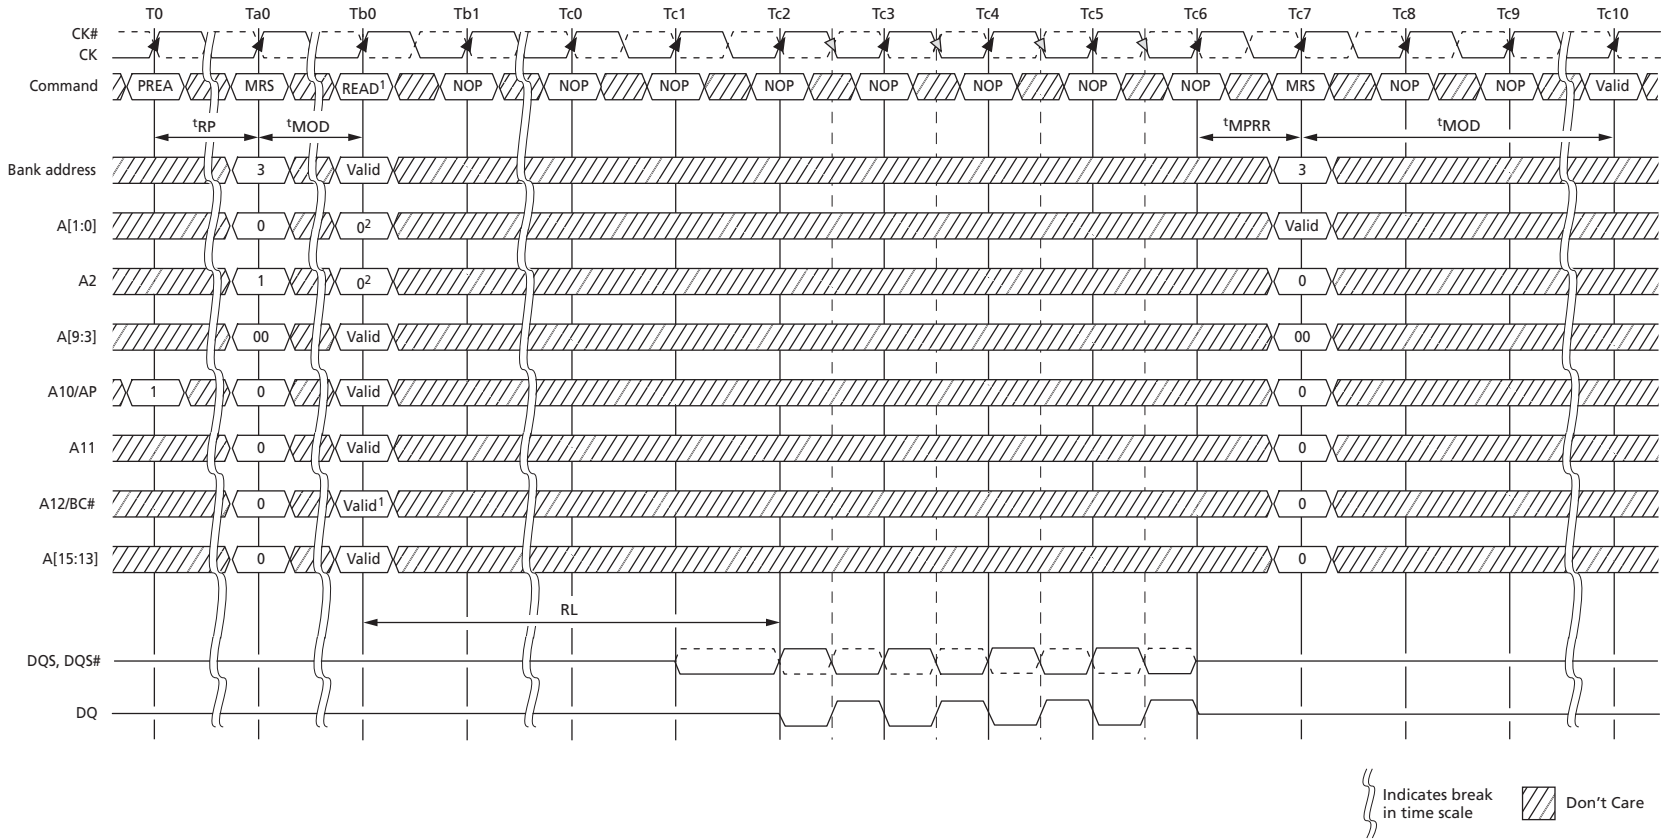 T0 Ta0 Tb0 Tb1 Tc0 Tc1 Tc2 Tc3 Tc4 Tc5 Tc6 Tc7 Tc8 Tc9 Tc10
CK#
CK
Command PREA MRS READ¹ NOP NOP NOP NOP NOP NOP NOP NOP MRS NOP NOP Valid
tRP tMOD tMPRR tMOD
Bank address 3 Valid 3
A[1:0] 0 0² Valid
A2 1 0² 0
A[9:3] 00 Valid 00
A10/AP 1 0 Valid 0
A11 0 Valid 0
A12/BC# 0 Valid¹ 0
A[15:13] 0 Valid 0
RL
DQS, DQS#
DQ
Indicates break
in time scale
Don't Care